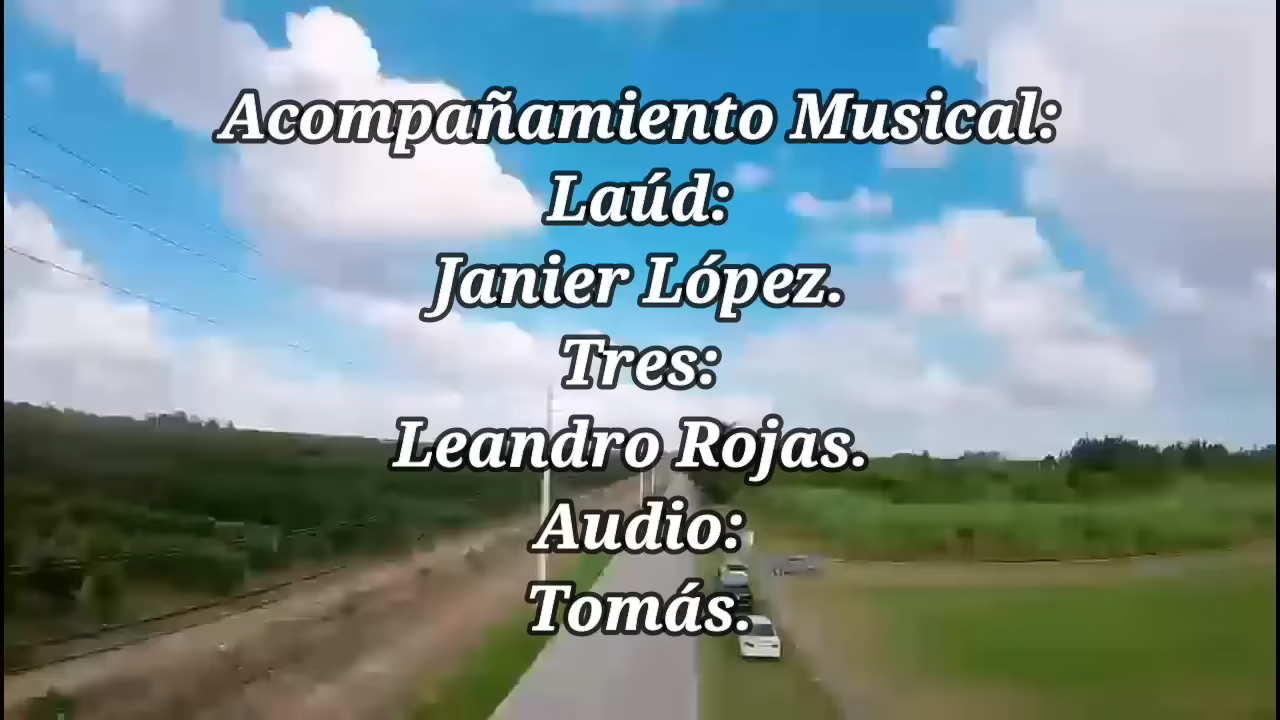 Acompañamiento Musical:
Laúd:
Janier López.
Tres:
Leandro Rojas.
Audio:
Tomás.